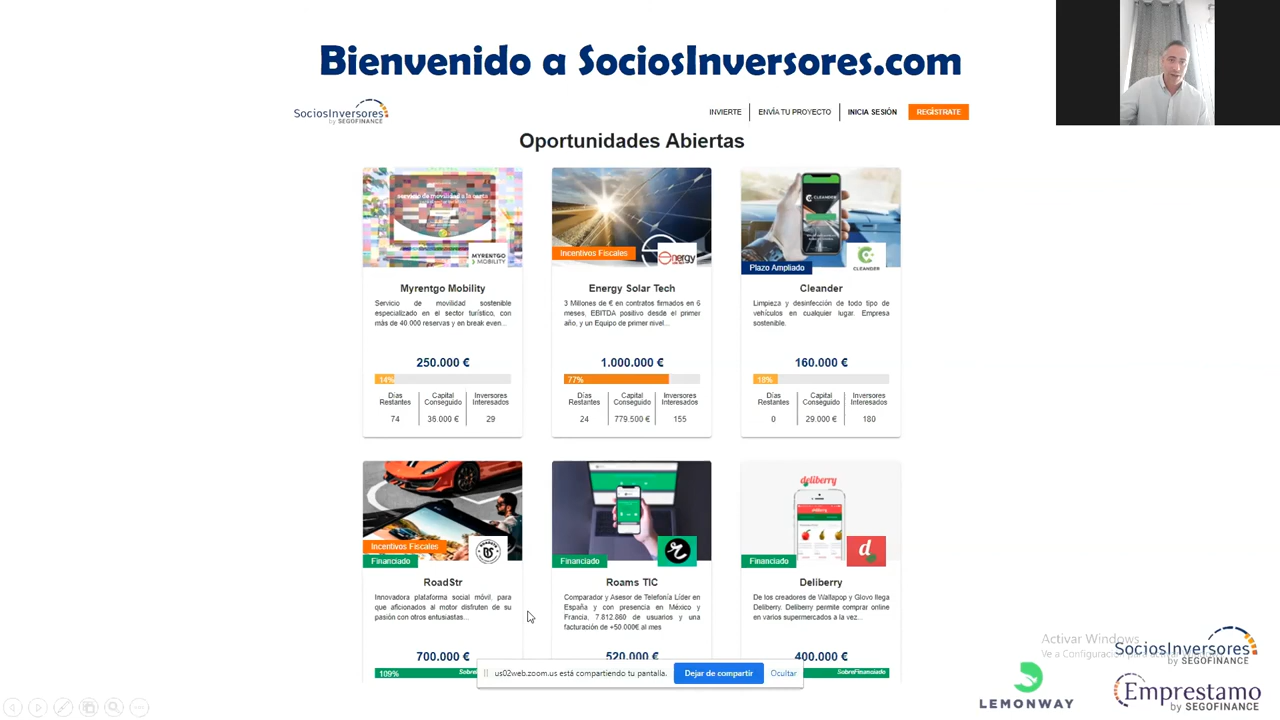 Bienvenido a SociosInversores.com
SociosInversores
by SEGOFINANCE
INVIERTE
ENVÍA TU PROYECTO
INICIA SESIÓN
REGÍSTRATE
Oportunidades Abiertas
servicio de movilidad a la carta
MYRENTGO
MOBILITY
Myrentgo Mobility
Servicio de movilidad sostenible
especializado en el sector turístico, con
más de 40.000 reservas y en break even...
250.000 €
14%
Días
Restantes
74
Capital
Conseguido
36.000 €
Inversores
Interesados
29
Incentivos Fiscales
energy
Energy Solar Tech
3 Millones de € en contratos firmados en 6
meses, EBITDA positivo desde el primer
año, y un Equipo de primer nivel...
1.000.000 €
77%
Días
Restantes
24
Capital
Conseguido
779.500 €
Inversores
Interesados
155
CLEANDER
Plazo Ampliado
CLEANDER
Cleander
Limpieza y desinfección de todo tipo de
vehículos en cualquier lugar. Empresa
sostenible.
160.000 €
18%
Días
Restantes
0
Capital
Conseguido
29.000 €
Inversores
Interesados
180
Incentivos Fiscales
Financiado
RoadStr
Innovadora plataforma social móvil, para
que aficionados al motor disfruten de su
pasión con otros entusiastas...
700.000 €
109%
Financiado
Roams TIC
Comparador y Asesor de Telefonía Líder en
España y con presencia en México y
Francia, 7.812.860 de usuarios y una
facturación de +50.000€ al mes
520.000 €
deliberry
Financiado
d
Deliberry
De los creadores de Wallapop y Glovo llega
Deliberry. Deliberry permite comprar online
en varios supermercados a la vez...
400.000 €
SobreFinanciado
us02web.zoom.us está compartiendo tu pantalla.
Dejar de compartir
Ocultar
Activar Windows
Ve a Configuración
SociosInversores
by SEGOFINANCE
LEMONWAY
Emprestamo
by SEGOFINANCE